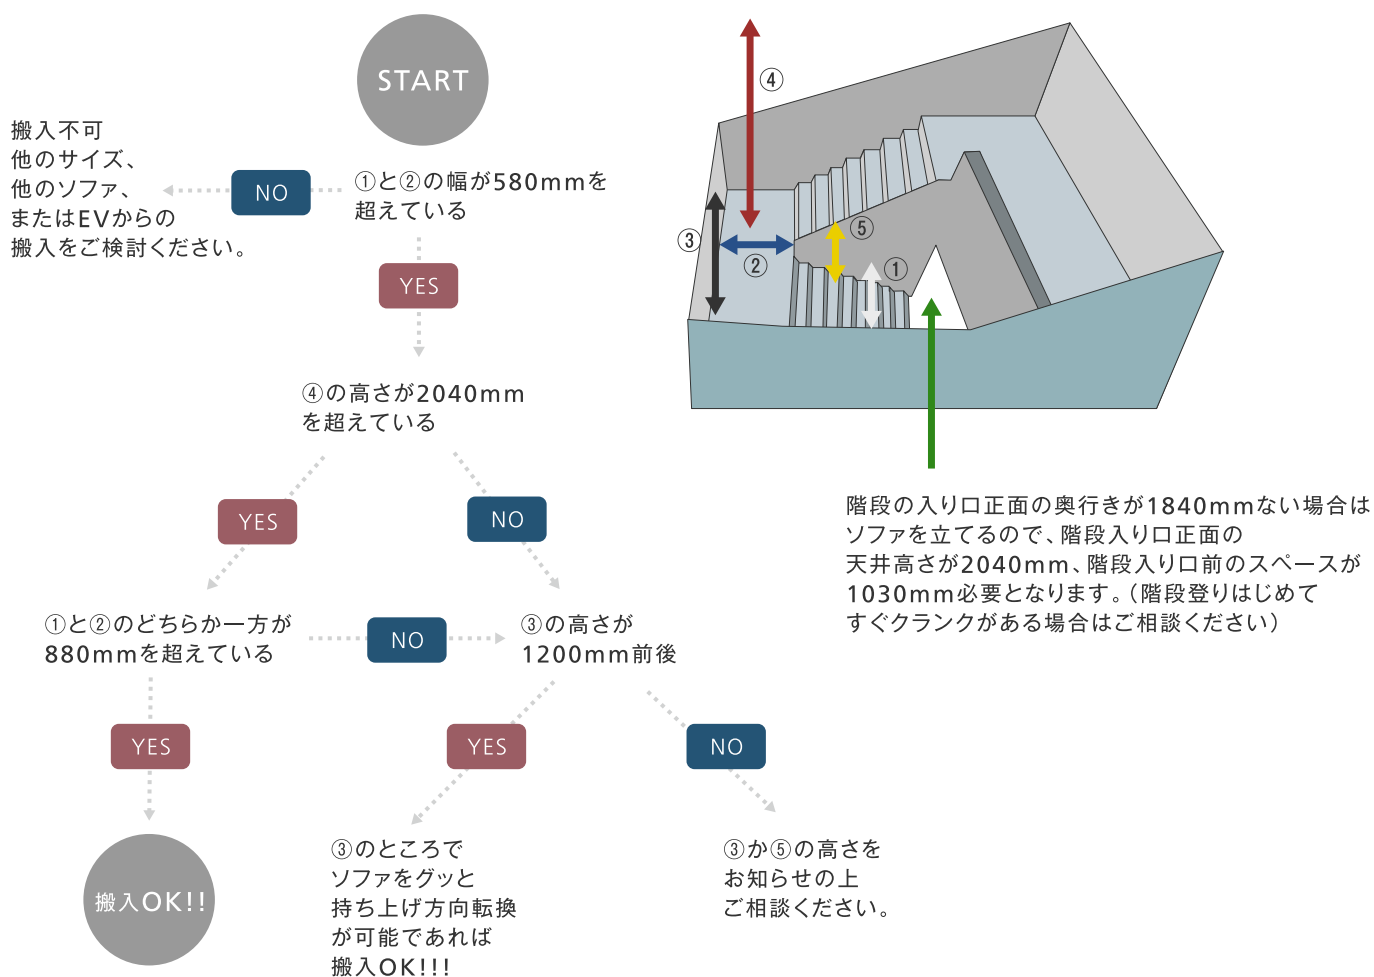 START
搬入不可
他のサイズ、
他のソファ、
またはEVからの
搬入をご検討ください。
NO
①と②の幅が580mmを
超えている
YES
④の高さが2040mm
を超えている
YES
NO
①と②のどちらか一方が
880mmを超えている
NO
③の高さが
1200mm前後
YES
YES
NO
搬入OK!!
③のところで
ソファをグッと
持ち上げ方向転換
が可能であれば
搬入OK!!!
③か⑤の高さを
お知らせの上
ご相談ください。
④
③
②
⑤
①
階段の入り口正面の奥行きが1840mmない場合は
ソファを立てるので、階段入り口正面の
天井高さが2040mm、階段入り口前のスペースが
1030mm必要となります。(階段登りはじめて
すぐクランクがある場合はご相談ください)